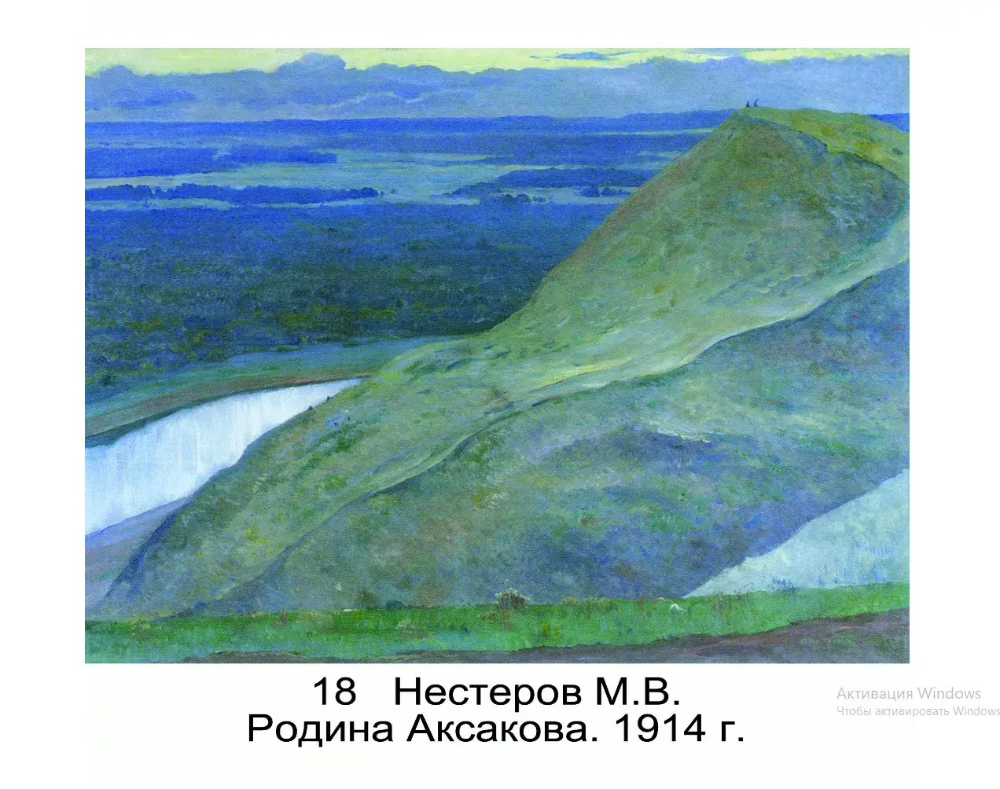 18 Нестеров М.В.
Родина Аксакова. 1914 г.
Активация Windows
Чтобы активировать Windows